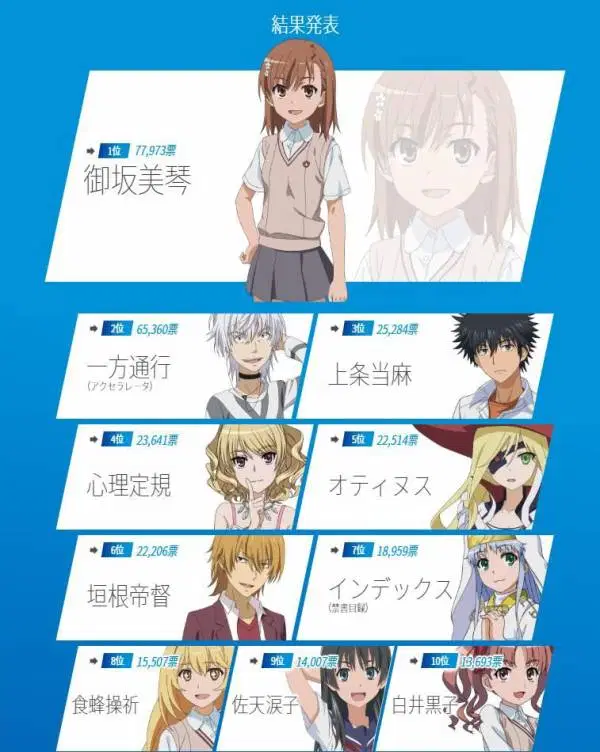 結果発表
1位 77,973票
御坂美琴
2位 65,360票
一方通行
(アクセラレータ)
3位 25,284票
上条当麻
4位 23,641票
心理定規
5位 22,514票
オティヌス
6位 22,206票
垣根帝督
7位 18,959票
インデックス
(禁書目録)
8位 15,507票
食蜂操祈
9位 14,007票
佐天涙子
10位 13,693票
白井黒子